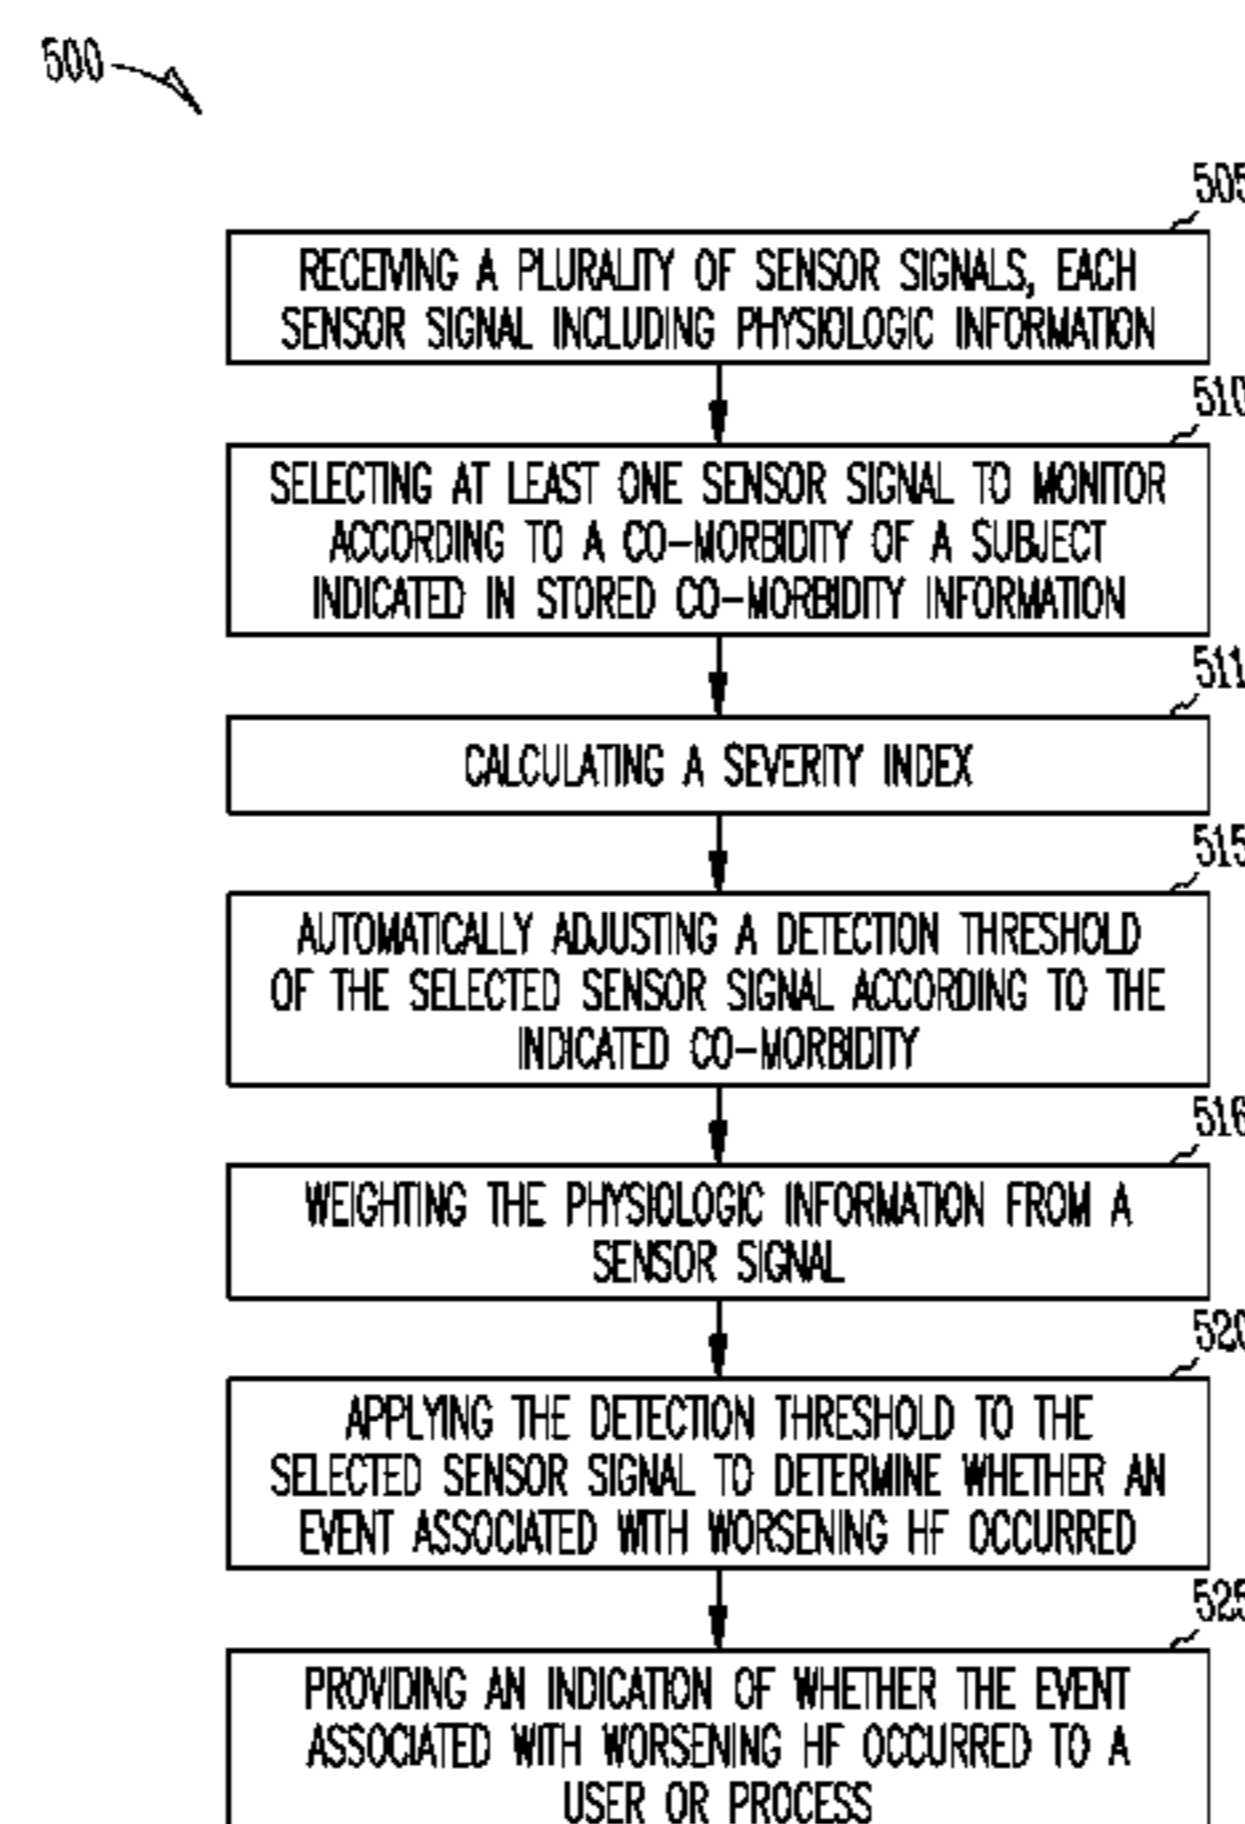 500
505
RECEIVING A PLURALITY OF SENSOR SIGNALS, EACH
SENSOR SIGNAL INCLUDING PHYSIOLOGIC INFORMATION
510
SELECTING AT LEAST ONE SENSOR SIGNAL TO MONITOR
ACCORDING TO A CO-MORBIDITY OF A SUBJECT
INDICATED IN STORED CO-MORBIDITY INFORMATION
511
CALCULATING A SEVERITY INDEX
515
AUTOMATICALLY ADJUSTING A DETECTION THRESHOLD
OF THE SELECTED SENSOR SIGNAL ACCORDING TO THE
INDICATED CO-MORBIDITY
516
WEIGHTING THE PHYSIOLOGIC INFORMATION FROM A
SENSOR SIGNAL
520
APPLYING THE DETECTION THRESHOLD TO THE
SELECTED SENSOR SIGNAL TO DETERMINE WHETHER AN
EVENT ASSOCIATED WITH WORSENING HF OCCURRED
525
PROVIDING AN INDICATION OF WHETHER THE EVENT
ASSOCIATED WITH WORSENING HF OCCURRED TO A
USER OR PROCESS